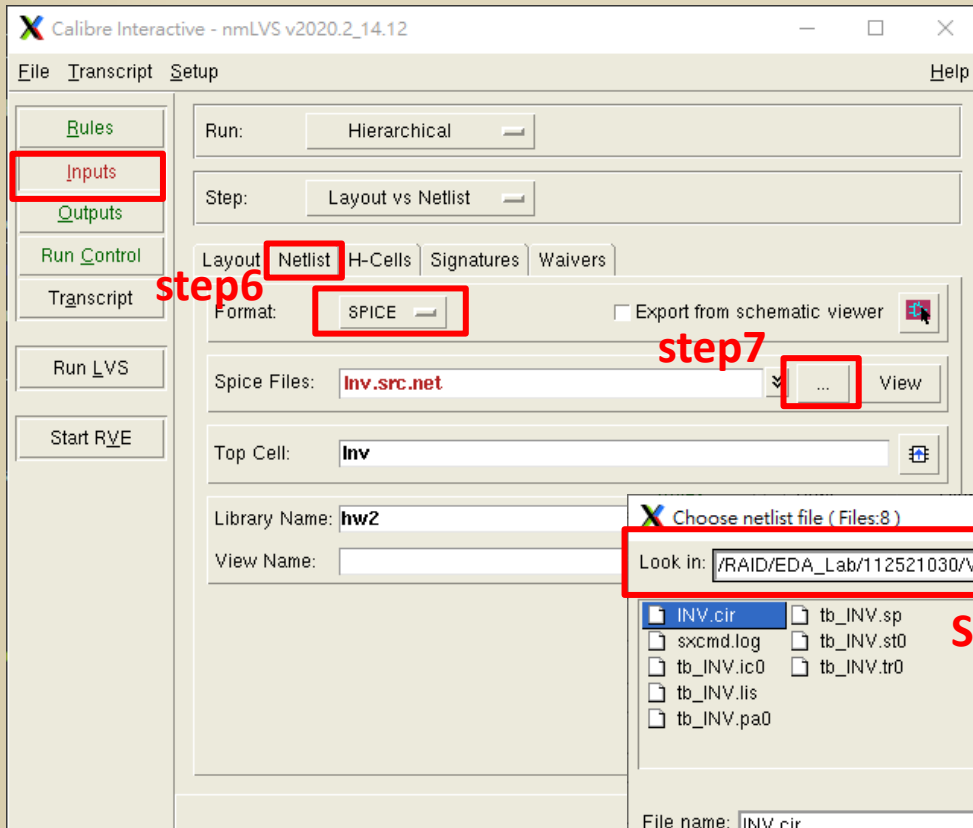 Calibre Interactive - nmLVS v2020.2_14.12
File Transcript Setup Help
Rules
Inputs
Outputs
Run Control
Transcript
Run LVS
Start RVE
Run: Hierarchical
Step: Layout vs Netlist
Layout Netlist H-Cells Signatures Waivers
step6
Format: SPICE Export from schematic viewer
step7
Spice Files: Inv.src.net ... View
Top Cell: Inv
Library Name: hw2
View Name:
Choose netlist file ( Files:8 )
Look in: /RAID/EDA_Lab/112521030/V
INV.cir tb_INV.sp
sxcmd.log tb_INV.st0
tb_INV.ic0 tb_INV.tr0
tb_INV.lis
tb_INV.pa0
S
File name: INV.cir